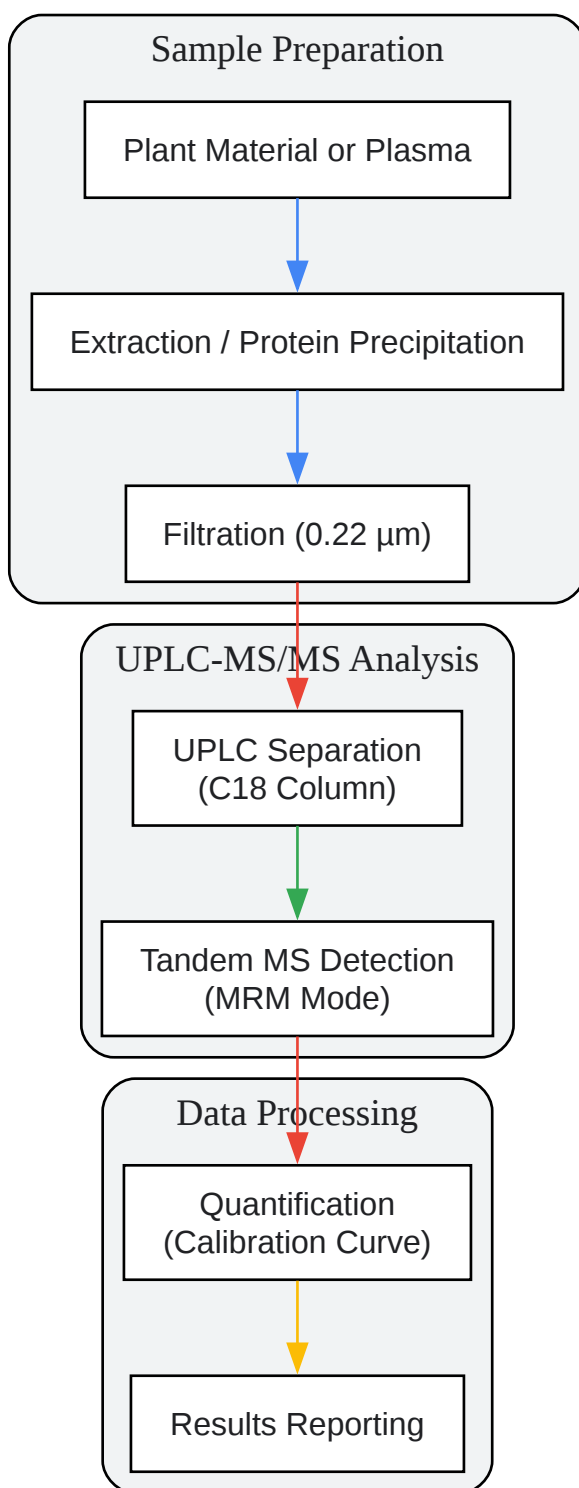 Sample Preparation
Plant Material or Plasma
Extraction / Protein Precipitation
Filtration (0.22 µm)
UPLC-MS/MS Analysis
UPLC Separation
(C18 Column)
Tandem MS Detection
(MRM Mode)
Data Processing
Quantification
(Calibration Curve)
Results Reporting